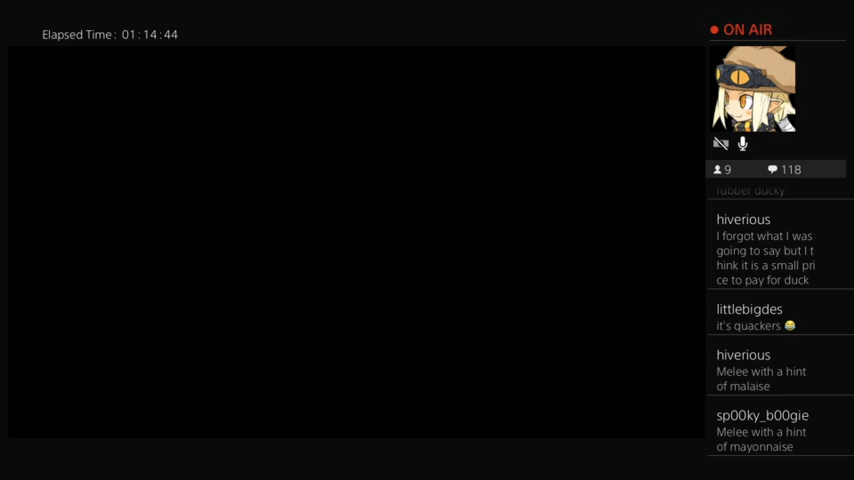 Elapsed Time: 01:14:44
ON AIR
9 118
rubber ducky
hiverious
I forgot what I was
going to say but I t
hink it is a small pri
ce to pay for duck
littlebigdes
it's quackers 😂
hiverious
Melee with a hint
of malaise
sp00ky_b00gie
Melee with a hint
of mayonnaise